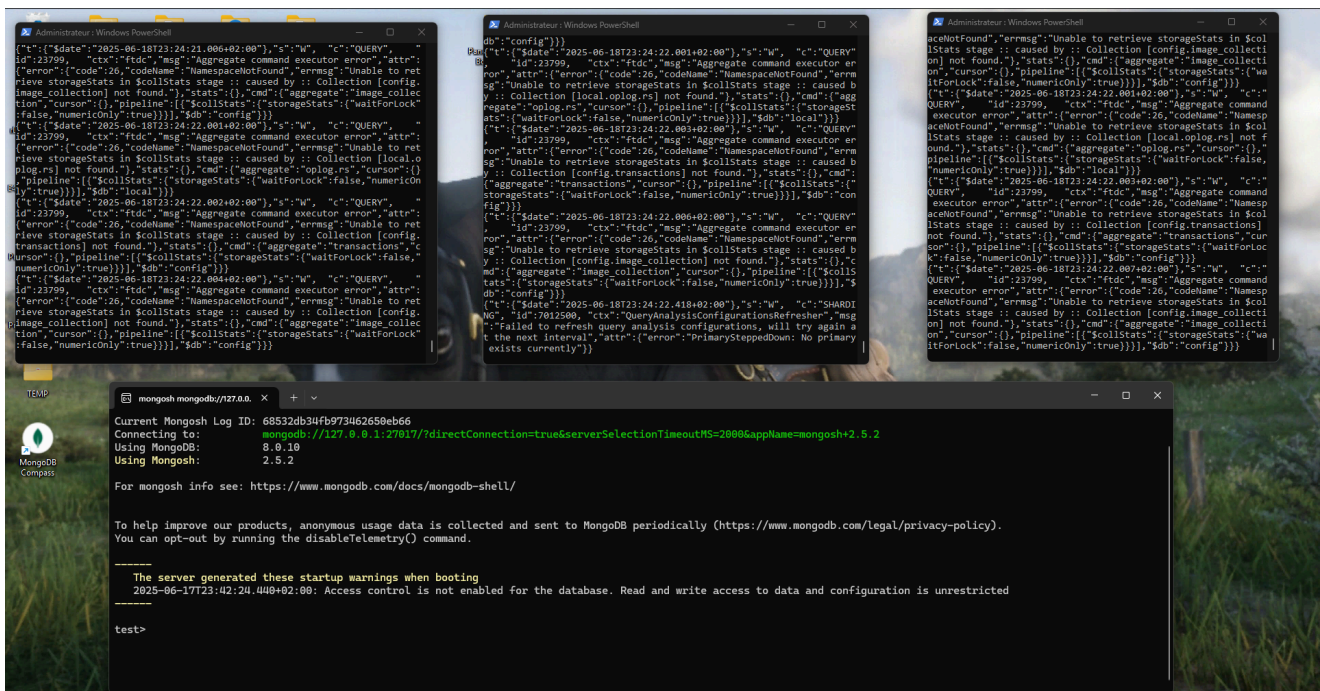 Administrateur : Windows PowerShell
{"t":{"$date":"2025-06-18T23:24:21.006+02:00"},"s":"W", "c":"QUERY", "
id":23799, "ctx":"ftdc","msg":"Aggregate command executor error","attr":
{"error":{"code":26,"codeName":"NamespaceNotFound","errmsg":"Unable to ret
rieve storageStats in $collStats stage :: caused by :: Collection [config.
image_collection] not found."},"stats":{},"cmd":{"aggregate":"image_collec
tion","cursor":{},"pipeline":[{"$collStats":{"storageStats":{"waitForLock"
:false,"numericOnly":true}}}],"$db":"config"}}}
{"t":{"$date":"2025-06-18T23:24:22.001+02:00"},"s":"W", "c":"QUERY", "
id":23799, "ctx":"ftdc","msg":"Aggregate command executor error","attr":
{"error":{"code":26,"codeName":"NamespaceNotFound","errmsg":"Unable to ret
rieve storageStats in $collStats stage :: caused by :: Collection [local.o
plog.rs] not found."},"stats":{},"cmd":{"aggregate":"oplog.rs","cursor":{}
,"pipeline":[{"$collStats":{"storageStats":{"waitForLock":false,"numericOn
ly":true}}}],"$db":"local"}}}
{"t":{"$date":"2025-06-18T23:24:22.002+02:00"},"s":"W", "c":"QUERY", "
id":23799, "ctx":"ftdc","msg":"Aggregate command executor error","attr":
{"error":{"code":26,"codeName":"NamespaceNotFound","errmsg":"Unable to ret
rieve storageStats in $collStats stage :: caused by :: Collection [config.
transactions] not found."},"stats":{},"cmd":{"aggregate":"transactions","c
ursor":{},"pipeline":[{"$collStats":{"storageStats":{"waitForLock":false,"
numericOnly":true}}}],"$db":"config"}}}
{"t":{"$date":"2025-06-18T23:24:22.004+02:00"},"s":"W", "c":"QUERY", "
id":23799, "ctx":"ftdc","msg":"Aggregate command executor error","attr":
{"error":{"code":26,"codeName":"NamespaceNotFound","errmsg":"Unable to ret
rieve storageStats in $collStats stage :: caused by :: Collection [config.
image_collection] not found."},"stats":{},"cmd":{"aggregate":"image_collec
tion","cursor":{},"pipeline":[{"$collStats":{"storageStats":{"waitForLock"
:false,"numericOnly":true}}}],"$db":"config"}}}
Administrateur : Windows PowerShell
db":"config"}}}
{"t":{"$date":"2025-06-18T23:24:22.001+02:00"},"s":"W", "c":"QUERY"
, "id":23799, "ctx":"ftdc","msg":"Aggregate command executor er
ror","attr":{"error":{"code":26,"codeName":"NamespaceNotFound","errm
sg":"Unable to retrieve storageStats in $collStats stage :: caused b
y :: Collection [local.oplog.rs] not found."},"stats":{},"cmd":{"agg
regate":"oplog.rs","cursor":{},"pipeline":[{"$collStats":{"storageSt
ats":{"waitForLock":false,"numericOnly":true}}}],"$db":"local"}}}
{"t":{"$date":"2025-06-18T23:24:22.003+02:00"},"s":"W", "c":"QUERY"
, "id":23799, "ctx":"ftdc","msg":"Aggregate command executor er
ror","attr":{"error":{"code":26,"codeName":"NamespaceNotFound","errm
sg":"Unable to retrieve storageStats in $collStats stage :: caused b
y :: Collection [config.transactions] not found."},"stats":{},"cmd":
{"aggregate":"transactions","cursor":{},"pipeline":[{"$collStats":{"
storageStats":{"waitForLock":false,"numericOnly":true}}}],"$db":"con
fig"}}}
{"t":{"$date":"2025-06-18T23:24:22.006+02:00"},"s":"W", "c":"QUERY"
, "id":23799, "ctx":"ftdc","msg":"Aggregate command executor er
ror","attr":{"error":{"code":26,"codeName":"NamespaceNotFound","errm
sg":"Unable to retrieve storageStats in $collStats stage :: caused b
y :: Collection [config.image_collection] not found."},"stats":{},"c
md":{"aggregate":"image_collection","cursor":{},"pipeline":[{"$collS
tats":{"storageStats":{"waitForLock":false,"numericOnly":true}}}],"$
db":"config"}}}
{"t":{"$date":"2025-06-18T23:24:22.418+02:00"},"s":"W", "c":"SHARDI
NG", "id":7012500, "ctx":"QueryAnalysisConfigurationsRefresher","msg
":"Failed to refresh query analysis configurations, will try again a
t the next interval","attr":{"error":"PrimarySteppedDown: No primary
exists currently"}}
Administrateur : Windows PowerShell
aceNotFound","errmsg":"Unable to retrieve storageStats in $col
lStats stage :: caused by :: Collection [config.image_collecti
on] not found."},"stats":{},"cmd":{"aggregate":"image_collecti
on","cursor":{},"pipeline":[{"$collStats":{"storageStats":{"wa
itForLock":false,"numericOnly":true}}}],"$db":"config"}}}
{"t":{"$date":"2025-06-18T23:24:22.001+02:00"},"s":"W", "c":"
QUERY", "id":23799, "ctx":"ftdc","msg":"Aggregate command
executor error","attr":{"error":{"code":26,"codeName":"Namesp
aceNotFound","errmsg":"Unable to retrieve storageStats in $col
lStats stage :: caused by :: Collection [local.oplog.rs] not f
ound."},"stats":{},"cmd":{"aggregate":"oplog.rs","cursor":{},"
pipeline":[{"$collStats":{"storageStats":{"waitForLock":false,
"numericOnly":true}}}],"$db":"local"}}}
{"t":{"$date":"2025-06-18T23:24:22.003+02:00"},"s":"W", "c":"
QUERY", "id":23799, "ctx":"ftdc","msg":"Aggregate command
executor error","attr":{"error":{"code":26,"codeName":"Namesp
aceNotFound","errmsg":"Unable to retrieve storageStats in $col
lStats stage :: caused by :: Collection [config.transactions]
not found."},"stats":{},"cmd":{"aggregate":"transactions","cur
sor":{},"pipeline":[{"$collStats":{"storageStats":{"waitForLoc
k":false,"numericOnly":true}}}],"$db":"config"}}}
{"t":{"$date":"2025-06-18T23:24:22.007+02:00"},"s":"W", "c":"
QUERY", "id":23799, "ctx":"ftdc","msg":"Aggregate command
executor error","attr":{"error":{"code":26,"codeName":"Namesp
aceNotFound","errmsg":"Unable to retrieve storageStats in $col
lStats stage :: caused by :: Collection [config.image_collecti
on] not found."},"stats":{},"cmd":{"aggregate":"image_collecti
on","cursor":{},"pipeline":[{"$collStats":{"storageStats":{"wa
itForLock":false,"numericOnly":true}}}],"$db":"config"}}}
TEMP
MongoDB
Compass
mongosh mongodb://127.0.0.
Current Mongosh Log ID: 68532db34fb973462650eb66
Connecting to: mongodb://127.0.0.1:27017/?directConnection=true&serverSelectionTimeoutMS=2000&appName=mongosh+2.5.2
Using MongoDB: 8.0.10
Using Mongosh: 2.5.2
For mongosh info see: https://www.mongodb.com/docs/mongodb-shell/
To help improve our products, anonymous usage data is collected and sent to MongoDB periodically (https://www.mongodb.com/legal/privacy-policy).
You can opt-out by running the disableTelemetry() command.
------
The server generated these startup warnings when booting
2025-06-17T23:42:24.440+02:00: Access control is not enabled for the database. Read and write access to data and configuration is unrestricted
------
test>